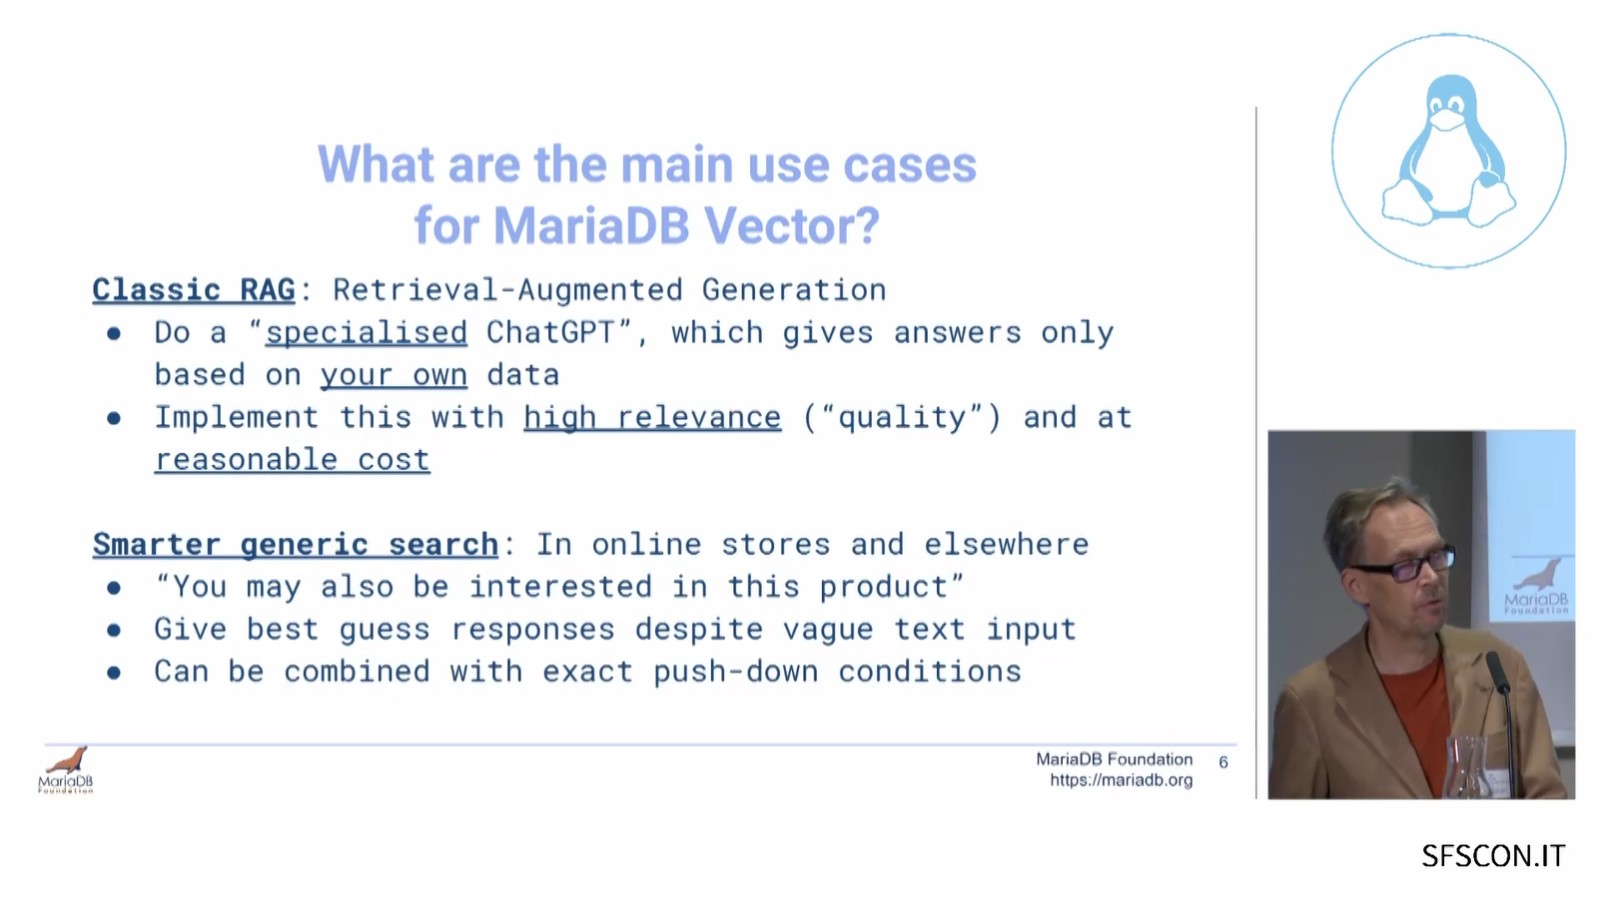 What are the main use cases
for MariaDB Vector?
Classic RAG: Retrieval-Augmented Generation
● Do a “specialised ChatGPT”, which gives answers only
based on your own data
● Implement this with high relevance (“quality”) and at
reasonable cost
Smarter generic search: In online stores and elsewhere
● “You may also be interested in this product”
● Give best guess responses despite vague text input
● Can be combined with exact push-down conditions
MariaDB
Foundation
MariaDB Foundation 6
https://mariadb.org
MariaDB
Foundation
SFSCON.IT